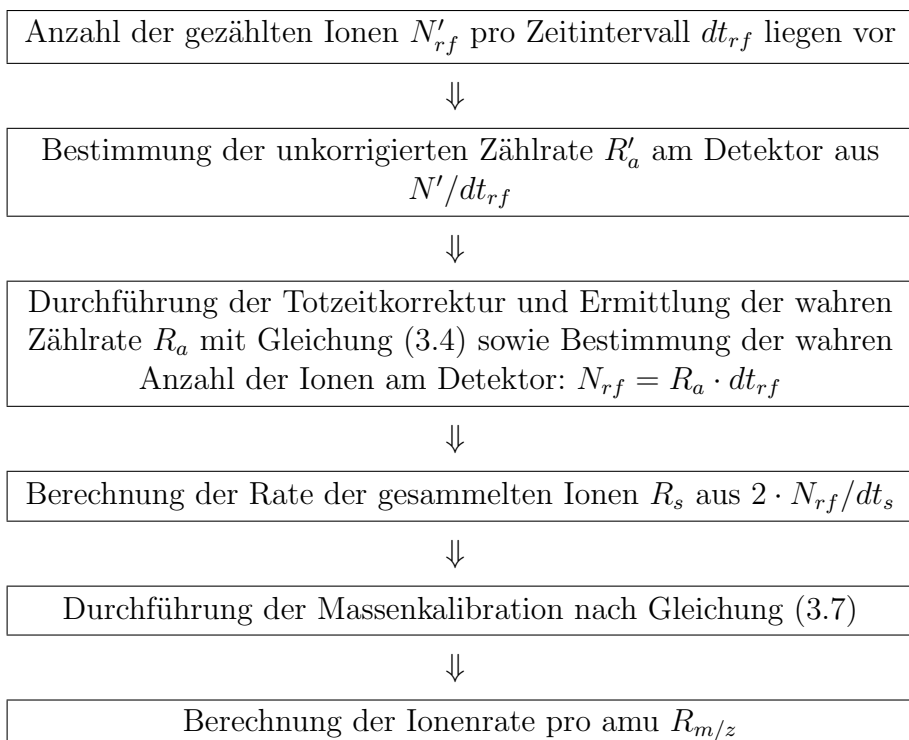 Anzahl der gezählten Ionen N′_rf pro Zeitintervall dt_rf liegen vor
⇓
Bestimmung der unkorrigierten Zählrate R′_a am Detektor aus
N′/dt_rf
⇓
Durchführung der Totzeitkorrektur und Ermittlung der wahren
Zählrate R_a mit Gleichung (3.4) sowie Bestimmung der wahren
Anzahl der Ionen am Detektor: N_rf = R_a · dt_rf
⇓
Berechnung der Rate der gesammelten Ionen R_s aus 2 · N_rf/dt_s
⇓
Durchführung der Massenkalibration nach Gleichung (3.7)
⇓
Berechnung der Ionenrate pro amu R_m/z